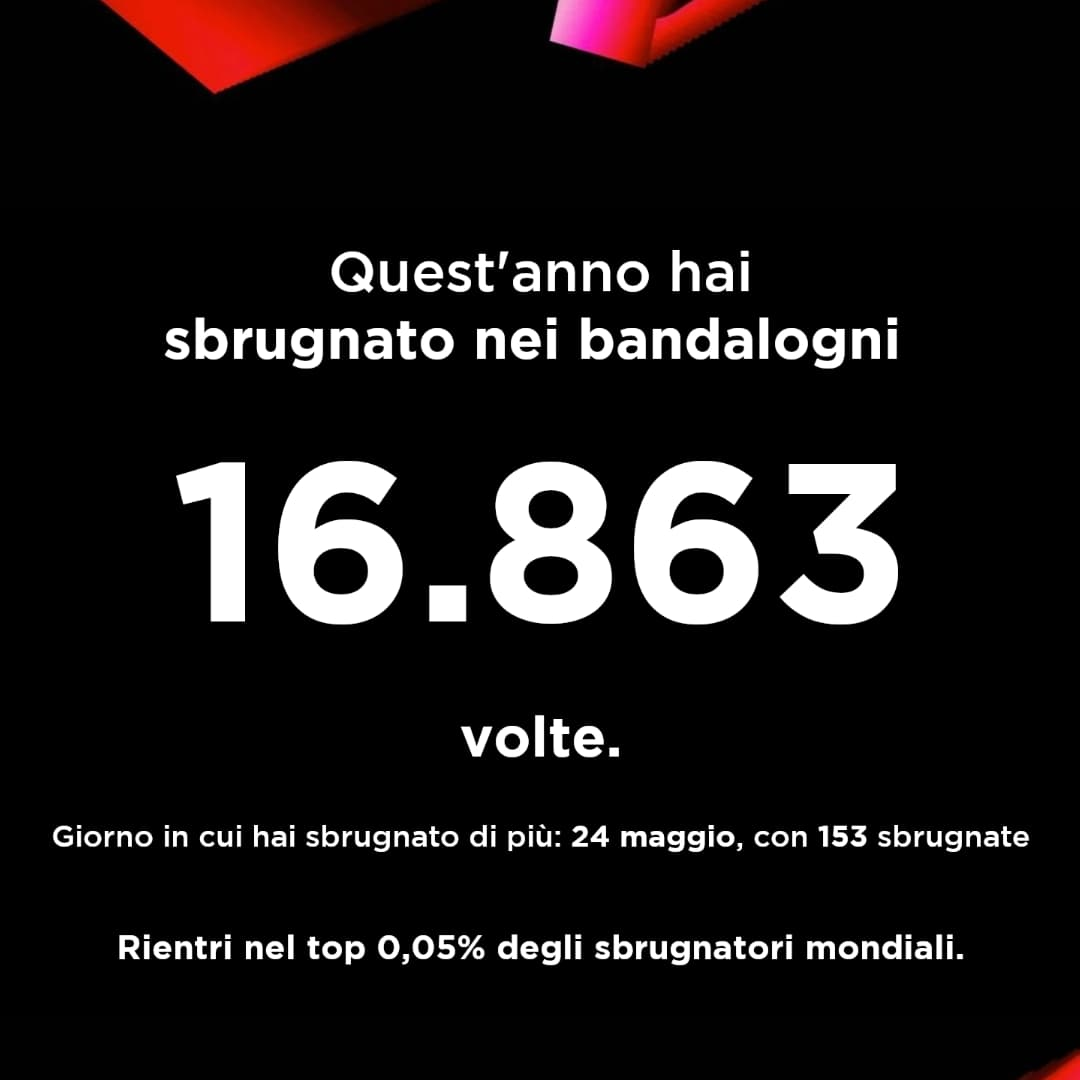 Quest'anno hai
sbrugnato nei bandalogni
16.863
volte.
Giorno in cui hai sbrugnato di più: 24 maggio, con 153 sbrugnate
Rientri nel top 0,05% degli sbrugnatori mondiali.